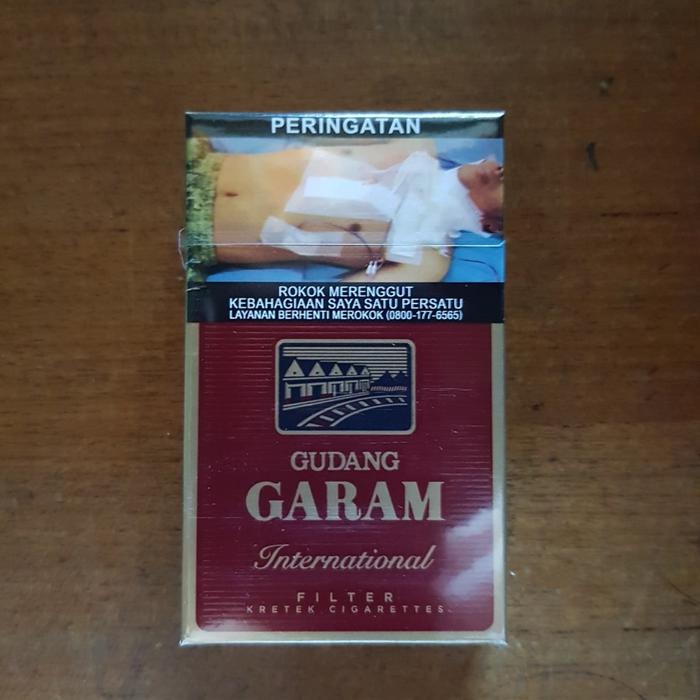 PERINGATAN
ROKOK MERENGGUT
KEBAHAGIAAN SAYA SATU PERSATU
LAYANAN BERHENTI MEROKOK (0800-177-6565)
GUDANG
GARAM
International
FILTER
KRETEK CIGARETTES